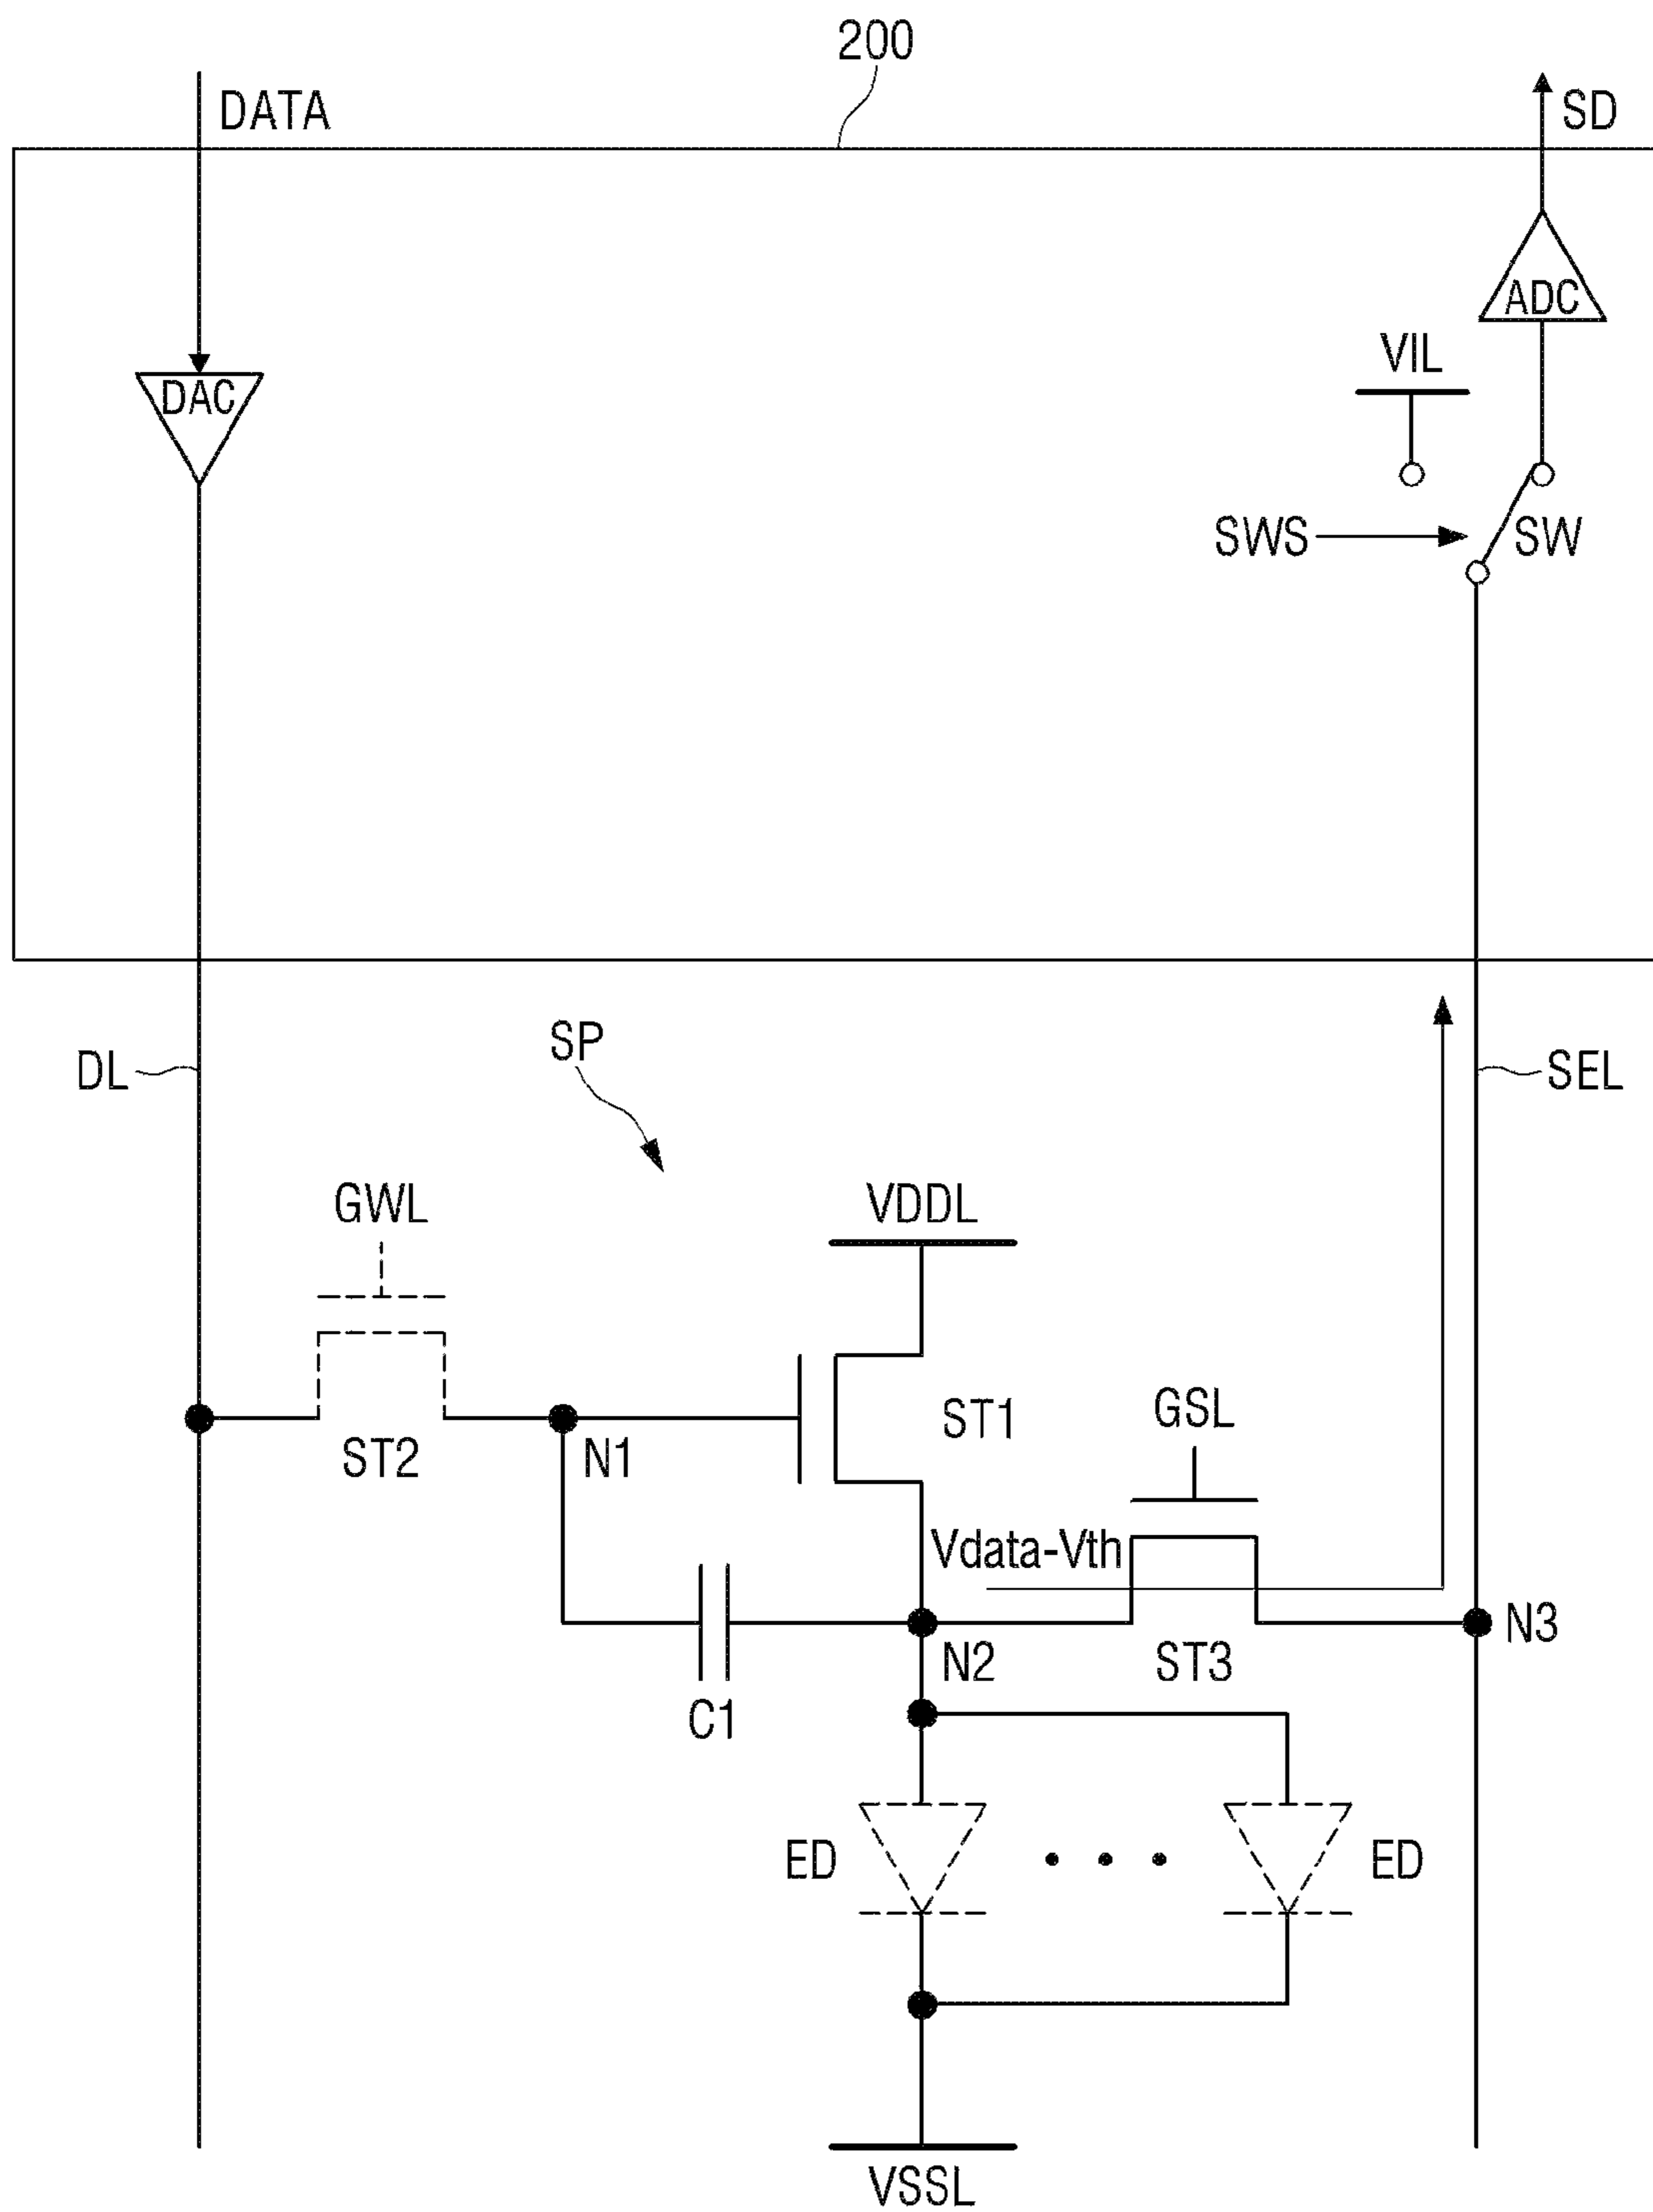 200
DATA
SD
ADC
VIL
DAC
SWS
SW
SP
DL
SEL
GWL
VDDL
GSL
ST1
ST2
N1
Vdata-Vth
N3
N2
ST3
C1
ED
ED
VSSL